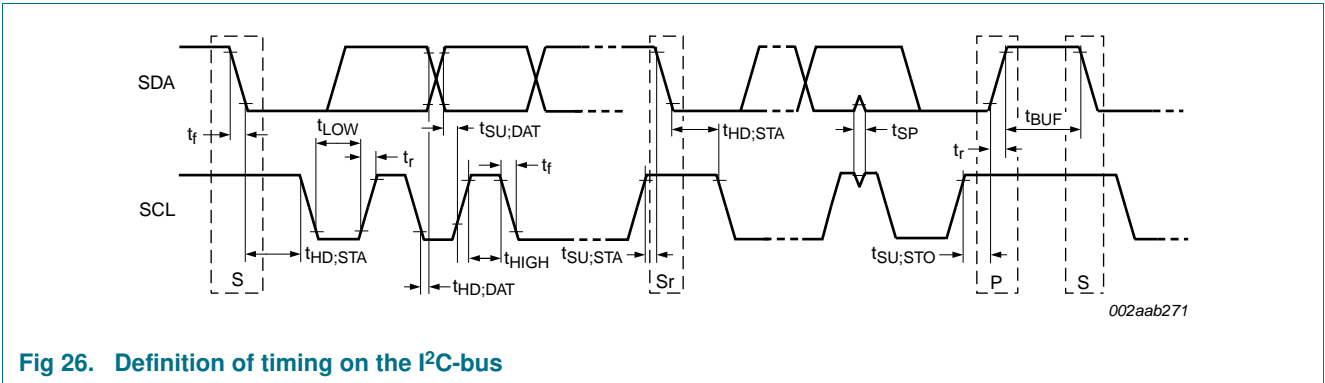 SDA
t_f
t_LOW
t_r
t_SU;DAT
t_f
t_HD;STA
t_SP
t_r
t_BUF
SCL
S
t_HD;STA
t_HD;DAT
t_HIGH
t_SU;STA
Sr
t_SU;STO
P
S
002aab271
Fig 26. Definition of timing on the I²C-bus